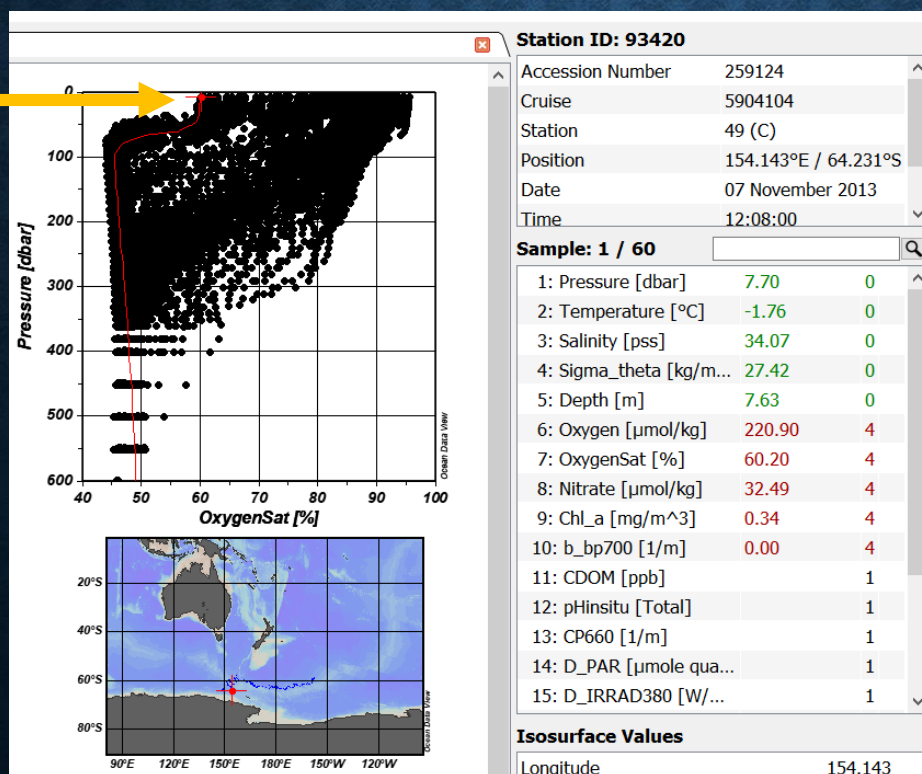 Station ID: 93420
Accession Number 259124
Cruise 5904104
Station 49 (C)
Position 154.143°E / 64.231°S
Date 07 November 2013
Time 12:08:00
Sample: 1 / 60
1: Pressure [dbar] 7.70 0
2: Temperature [°C] -1.76 0
3: Salinity [pss] 34.07 0
4: Sigma_theta [kg/m... 27.42 0
5: Depth [m] 7.63 0
6: Oxygen [µmol/kg] 220.90 4
7: OxygenSat [%] 60.20 4
8: Nitrate [µmol/kg] 32.49 4
9: Chl_a [mg/m^3] 0.34 4
10: b_bp700 [1/m] 0.00 4
11: CDOM [ppb] 1
12: pHinsitu [Total] 1
13: CP660 [1/m] 1
14: D_PAR [µmole qua... 1
15: D_IRRAD380 [W/... 1
Isosurface Values
Longitude 154.143
0
100
200
300
400
500
600
Pressure [dbar]
40 50 60 70 80 90 100
OxygenSat [%]
Ocean Data View
20°S
40°S
60°S
80°S
90°E 120°E 150°E 180°E 150°W 120°W
Ocean Data View